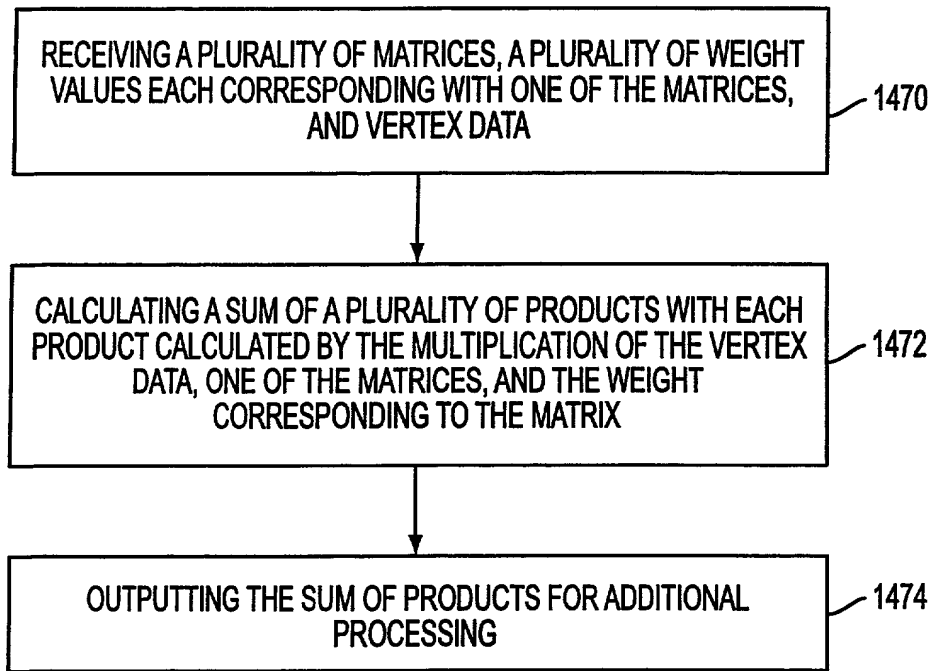 RECEIVING A PLURALITY OF MATRICES, A PLURALITY OF WEIGHT
VALUES EACH CORRESPONDING WITH ONE OF THE MATRICES,
AND VERTEX DATA
1470
CALCULATING A SUM OF A PLURALITY OF PRODUCTS WITH EACH
PRODUCT CALCULATED BY THE MULTIPLICATION OF THE VERTEX
DATA, ONE OF THE MATRICES, AND THE WEIGHT
CORRESPONDING TO THE MATRIX
1472
OUTPUTTING THE SUM OF PRODUCTS FOR ADDITIONAL
PROCESSING
1474